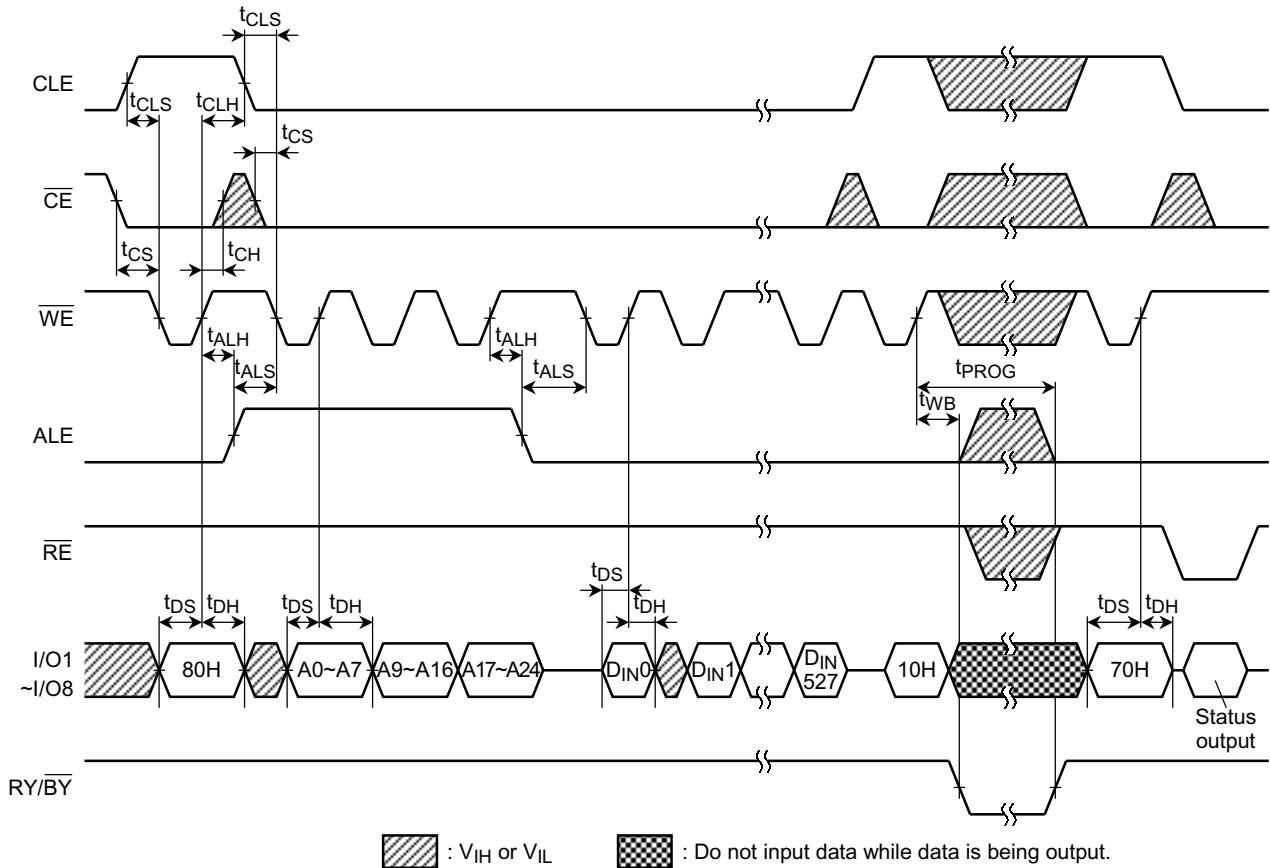 tCLS
CLE
tCLS
tCLH
tCS
CE
tCS
tCH
WE
tALH
tALS
tALH
tALS
tPROG
tWB
ALE
RE
tDS
tDH
tDS
tDH
tDS
tDH
tDS
tDH
I/O1
~I/O8
80H
A0~A7
A9~A16
A17~A24
DIN0
DIN1
DIN
527
10H
70H
Status
output
RY/BY
: VIH or VIL
: Do not input data while data is being output.